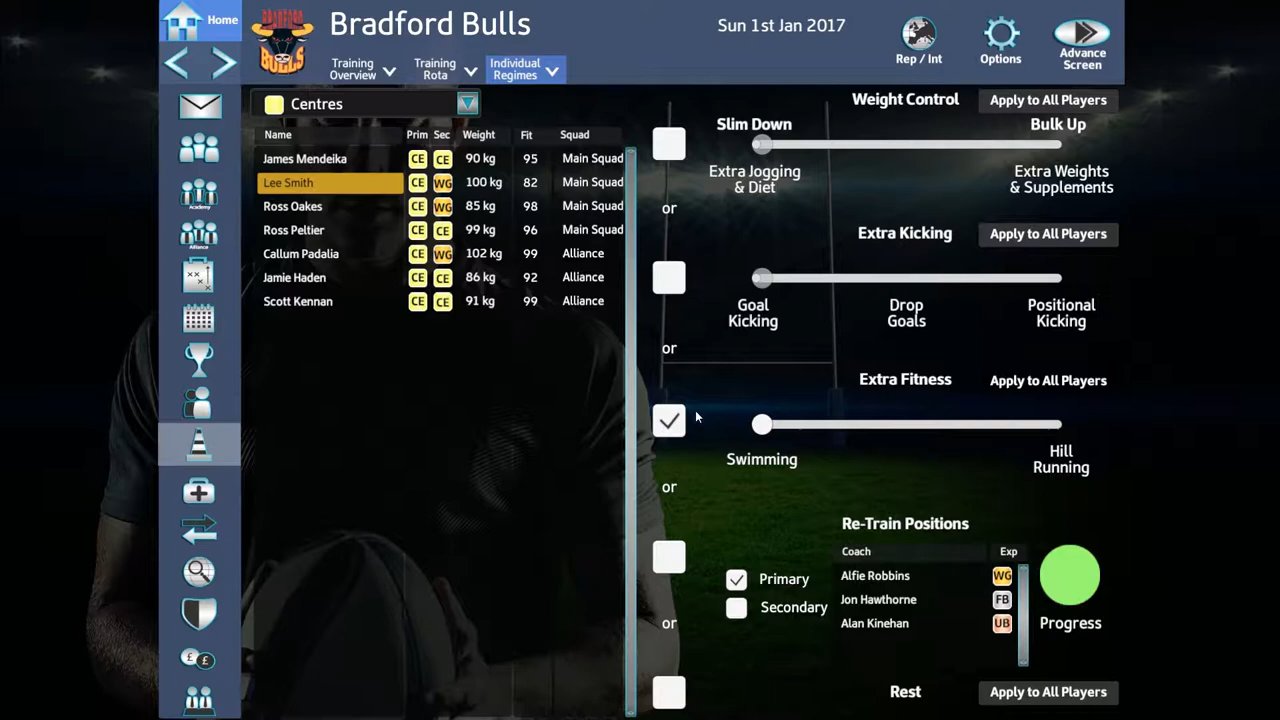 Home
BRADFORD
BULLS
Bradford Bulls
Sun 1st Jan 2017
Rep / Int
Options
Advance
Screen
Training
Overview
Training
Rota
Individual
Regimes
Centres
Name Prim Sec Weight Fit Squad
James Mendeika CE CE 90 kg 95 Main Squad
Lee Smith CE WG 100 kg 82 Main Squad
Ross Oakes CE WG 85 kg 98 Main Squad
Ross Peltier CE CE 99 kg 96 Main Squad
Callum Padalia CE WG 102 kg 99 Alliance
Jamie Haden CE CE 86 kg 92 Alliance
Scott Kennan CE CE 91 kg 99 Alliance
Academy
Alliance
Weight Control Apply to All Players
Slim Down Bulk Up
Extra Jogging
& Diet
Extra Weights
& Supplements
or
Extra Kicking Apply to All Players
Goal
Kicking
Drop
Goals
Positional
Kicking
or
Extra Fitness Apply to All Players
Swimming
Hill
Running
or
Re-Train Positions
Coach Exp
Primary
Secondary
Alfie Robbins WG
Jon Hawthorne FB
Alan Kinehan UB
Progress
or
Rest Apply to All Players